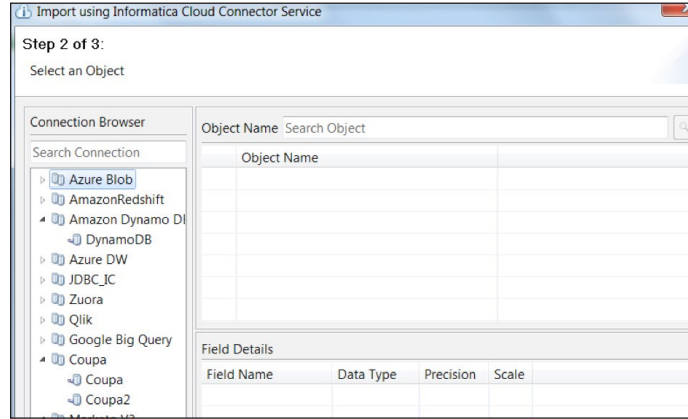 Import using Informatica Cloud Connector Service
Step 2 of 3:
Select an Object
Connection Browser
Search Connection
Azure Blob
AmazonRedshift
Amazon Dynamo
DynamoDB
Azure DW
JDBC_IC
Zuora
Qlik
Google Big Query
Coupa
Coupa
Coupa2
Object Name Search Object
Object Name
Field Details
Field Name Data Type Precision Scale